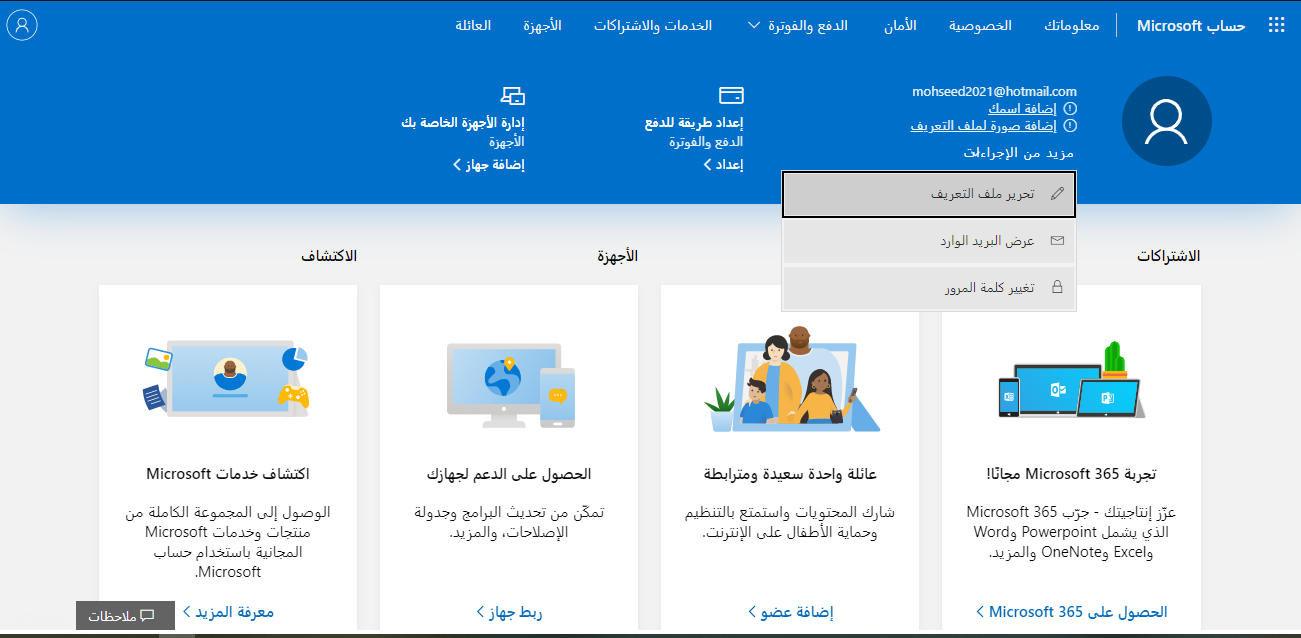 حساب Microsoft
معلوماتك
الخصوصية
الأمان
الدفع والفوترة
الخدمات والاشتراكات
الأجهزة
العائلة
mohseed2021@hotmail.com
إضافة اسمك
إضافة صورة لملف التعريف
مزيد من الإجراءات
تحرير ملف التعريف
عرض البريد الوارد
تغيير كلمة المرور
إعداد طريقة للدفع
الدفع والفوترة
إعداد
إدارة الأجهزة الخاصة بك
الأجهزة
إضافة جهاز
الاشتراكات
تجربة Microsoft 365 مجانًا!
عزّز إنتاجيتك - جرّب Microsoft 365
الذي يشمل Powerpoint وWord
وExcel وOneNote والمزيد.
الحصول على Microsoft 365
عائلة واحدة سعيدة ومترابطة
شارك المحتويات واستمتع بالتنظيم
وحماية الأطفال على الإنترنت.
إضافة عضو
الأجهزة
الحصول على الدعم لجهازك
تمكّن من تحديث البرامج وجدولة
الإصلاحات، والمزيد.
ربط جهاز
الاكتشاف
اكتشاف خدمات Microsoft
الوصول إلى المجموعة الكاملة من
منتجات وخدمات Microsoft
المجانية باستخدام حساب
Microsoft.
معرفة المزيد
ملاحظات